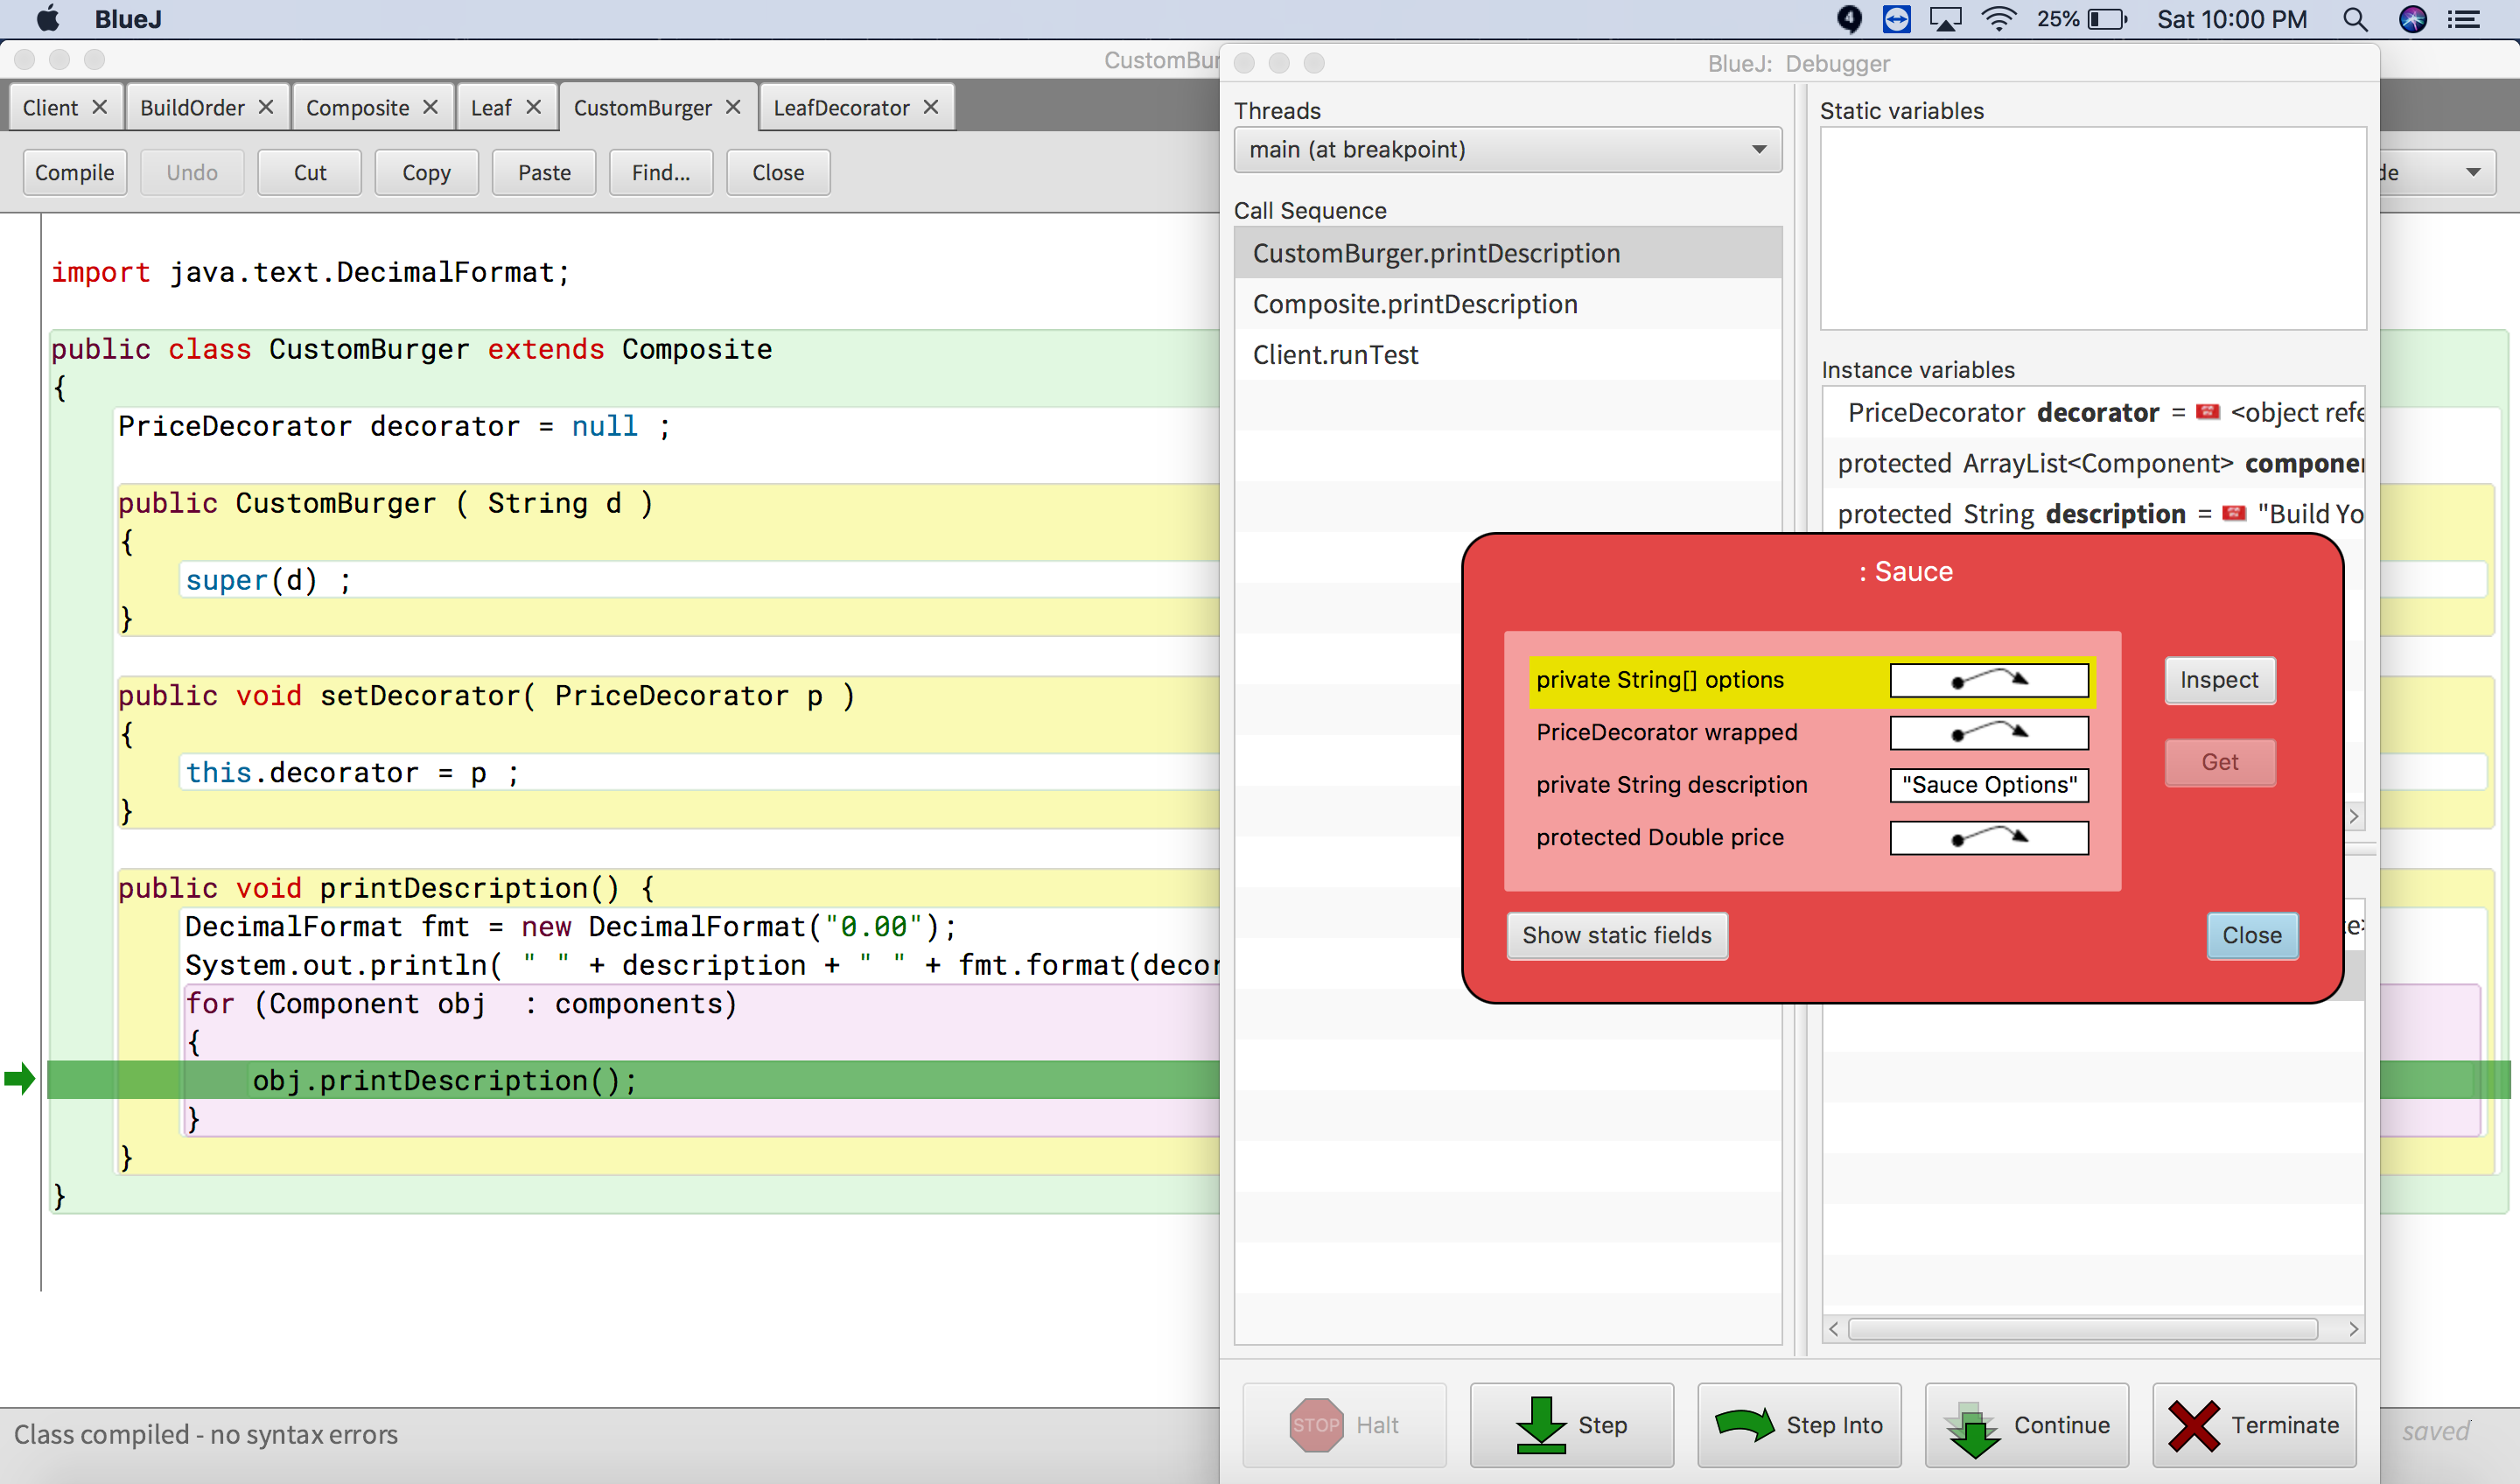 BlueJ
4
25%
Sat 10:00 PM
CustomBur
Client
BuildOrder
Composite
Leaf
CustomBurger
LeafDecorator
Compile
Undo
Cut
Copy
Paste
Find...
Close
de
import java.text.DecimalFormat;
public class CustomBurger extends Composite
{
PriceDecorator decorator = null ;
public CustomBurger ( String d )
{
super(d) ;
}
public void setDecorator( PriceDecorator p )
{
this.decorator = p ;
}
public void printDescription() {
DecimalFormat fmt = new DecimalFormat("0.00");
System.out.println( " " + description + " " + fmt.format(decor
for (Component obj  : components)
{
obj.printDescription();
}
}
}
Class compiled - no syntax errors
saved
BlueJ:  Debugger
Threads
main (at breakpoint)
Call Sequence
CustomBurger.printDescription
Composite.printDescription
Client.runTest
Static variables
Instance variables
PriceDecorator decorator = <object refe
protected ArrayList<Component> compone
protected String description = "Build Yo
: Sauce
private String[] options
PriceDecorator wrapped
private String description "Sauce Options"
protected Double price
Inspect
Get
Show static fields
Close
STOP Halt
Step
Step Into
Continue
Terminate